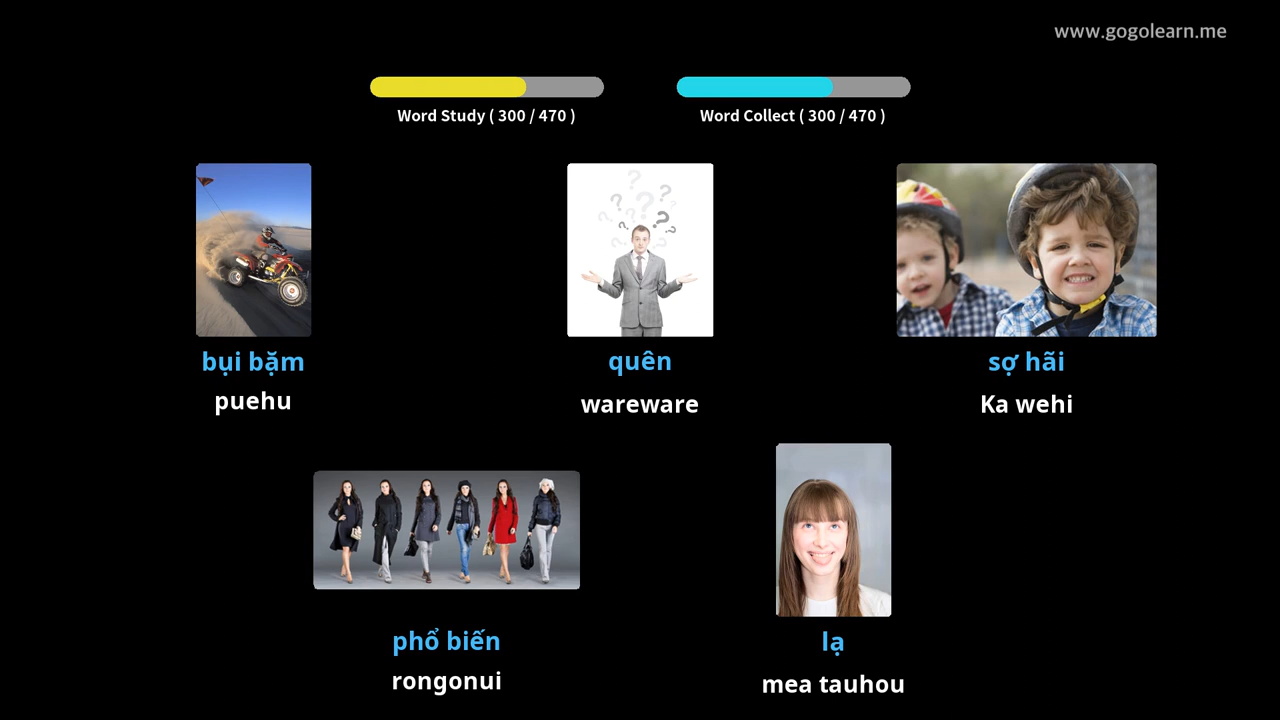 www.gogolearn.me
Word Study ( 300 / 470 )
Word Collect ( 300 / 470 )
bụi bặm
puehu
quên
wareware
sợ hãi
Ka wehi
phổ biến
rongonui
lạ
mea tauhou